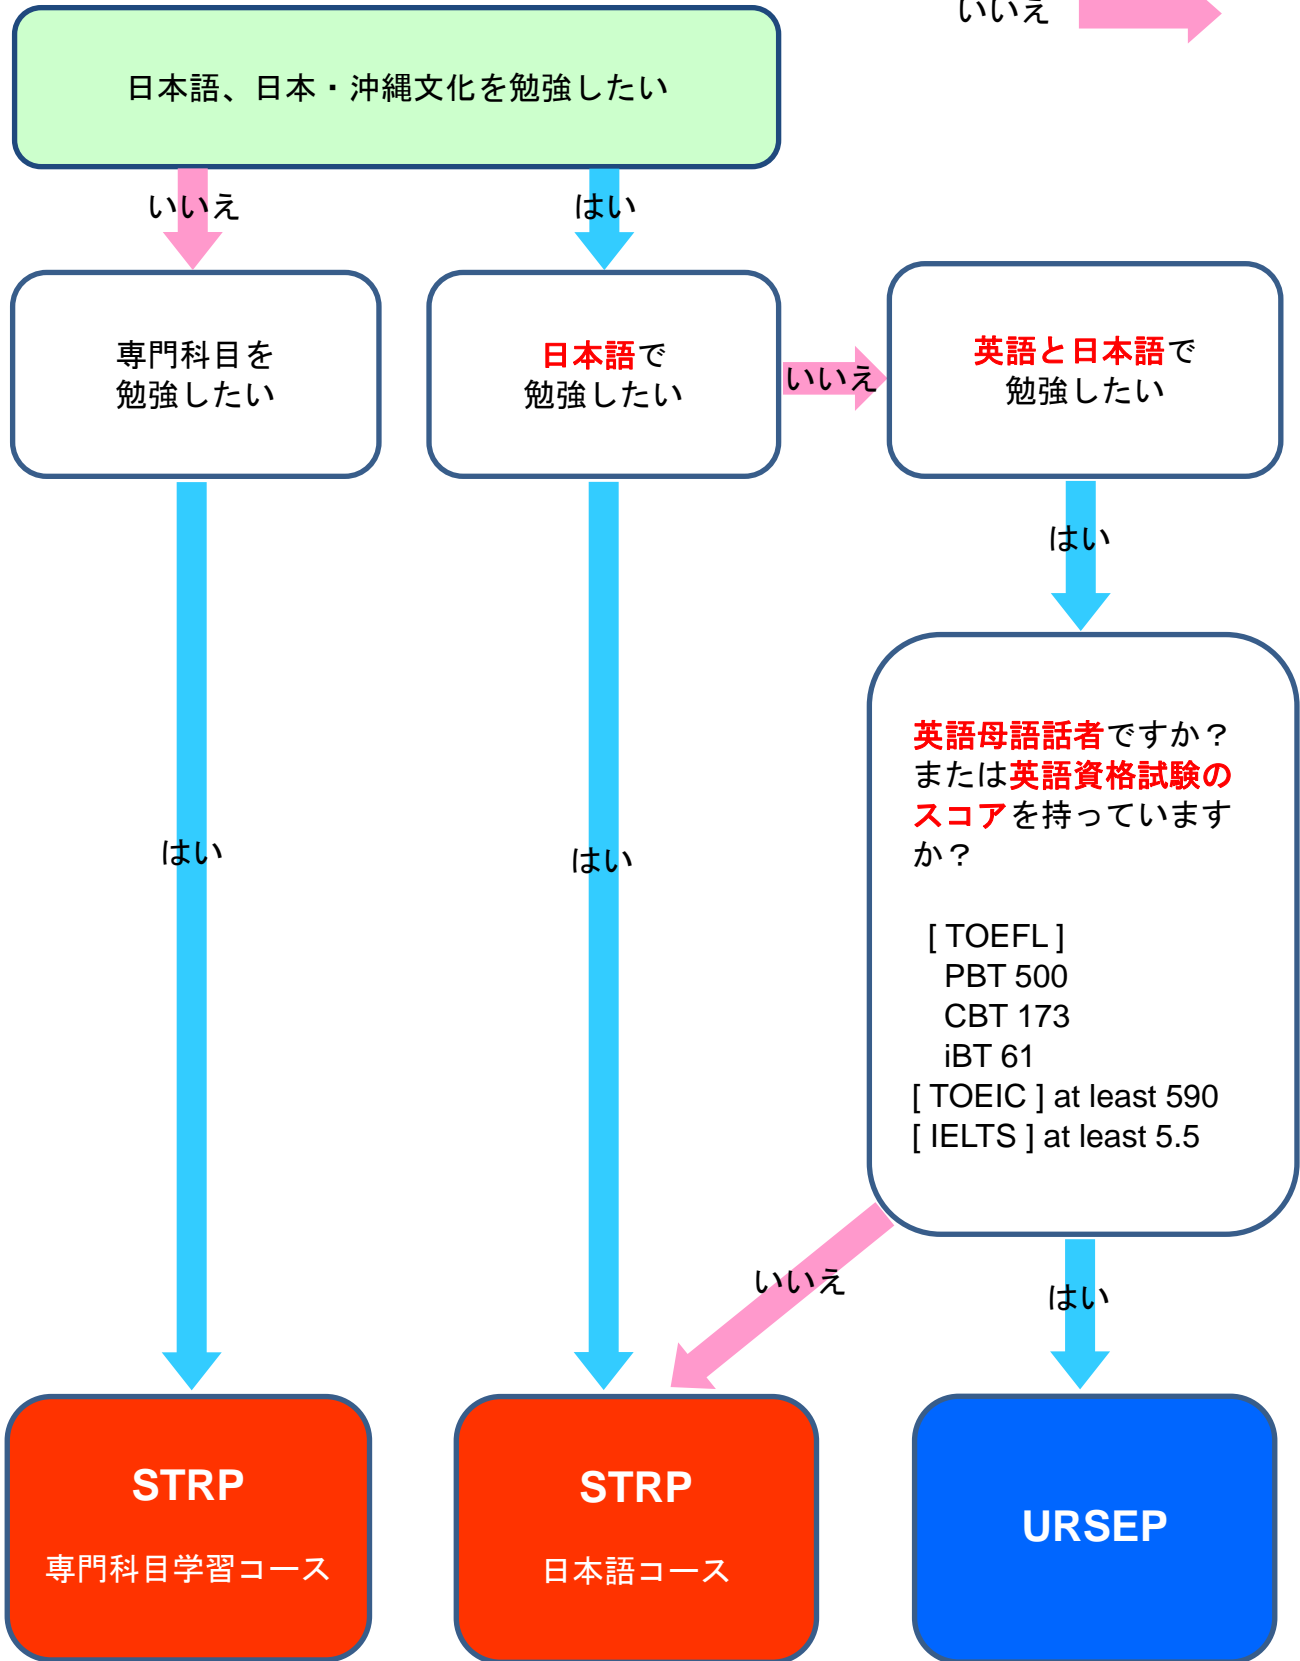 いいえ
日本語、日本・沖縄文化を勉強したい
いいえ
はい
専門科目を
勉強したい
日本語で
勉強したい
いいえ
英語と日本語で
勉強したい
はい
英語母語話者ですか？
または英語資格試験の
スコアを持っています
か？
[ TOEFL ]
PBT 500
CBT 173
iBT 61
[ TOEIC ] at least 590
[ IELTS ] at least 5.5
はい
はい
いいえ
はい
STRP
専門科目学習コース
STRP
日本語コース
URSEP